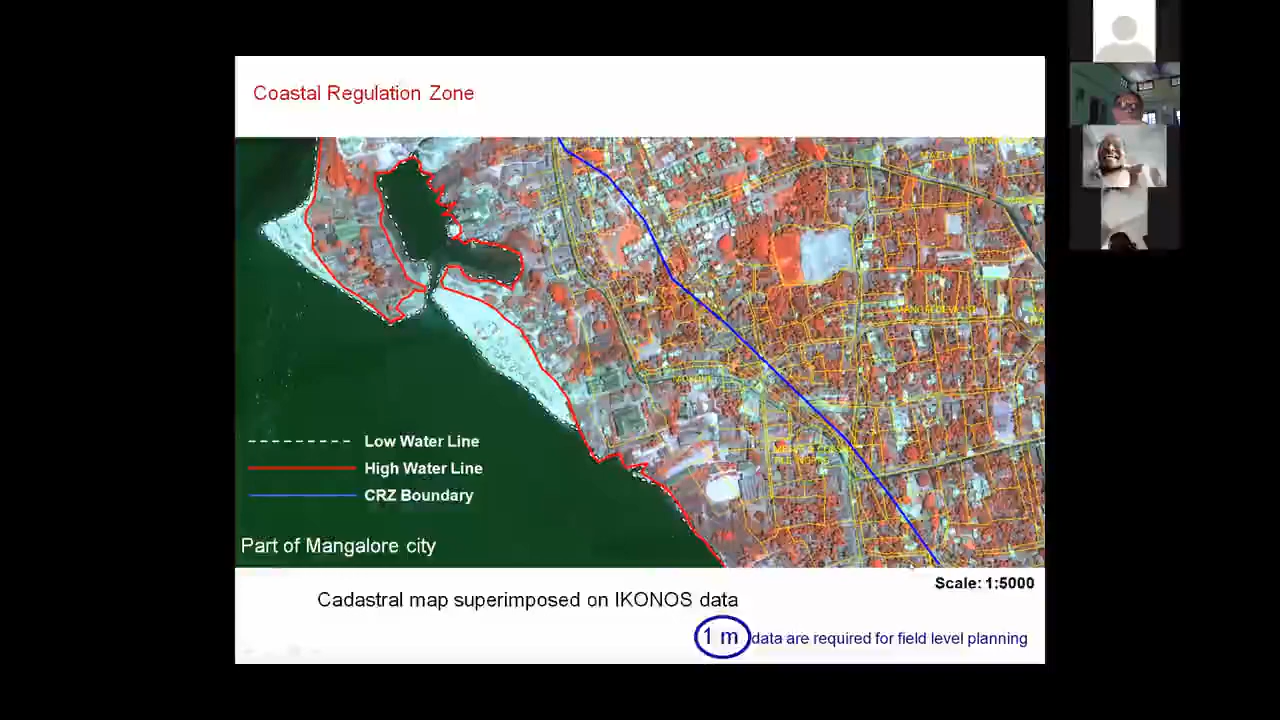 Coastal Regulation Zone
Low Water Line
High Water Line
CRZ Boundary
Part of Mangalore city
Scale: 1:5000
Cadastral map superimposed on IKONOS data
1 m data are required for field level planning